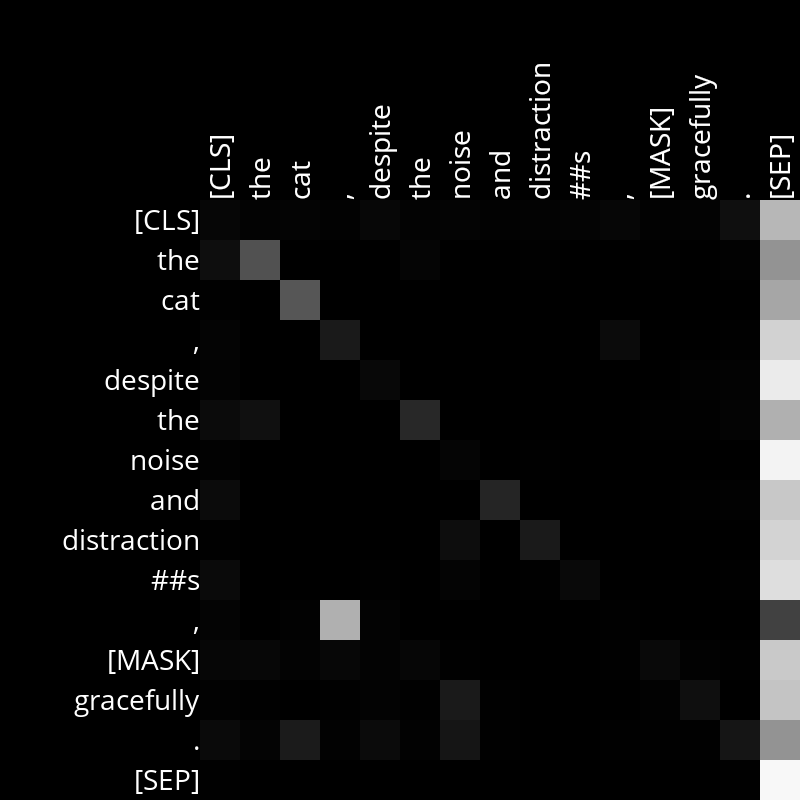 [CLS] the cat , despite the noise and distraction ##s , [MASK] gracefully . [SEP]
[CLS]
the
cat
,
despite
the
noise
and
distraction
##s
,
[MASK]
gracefully
.
[SEP]